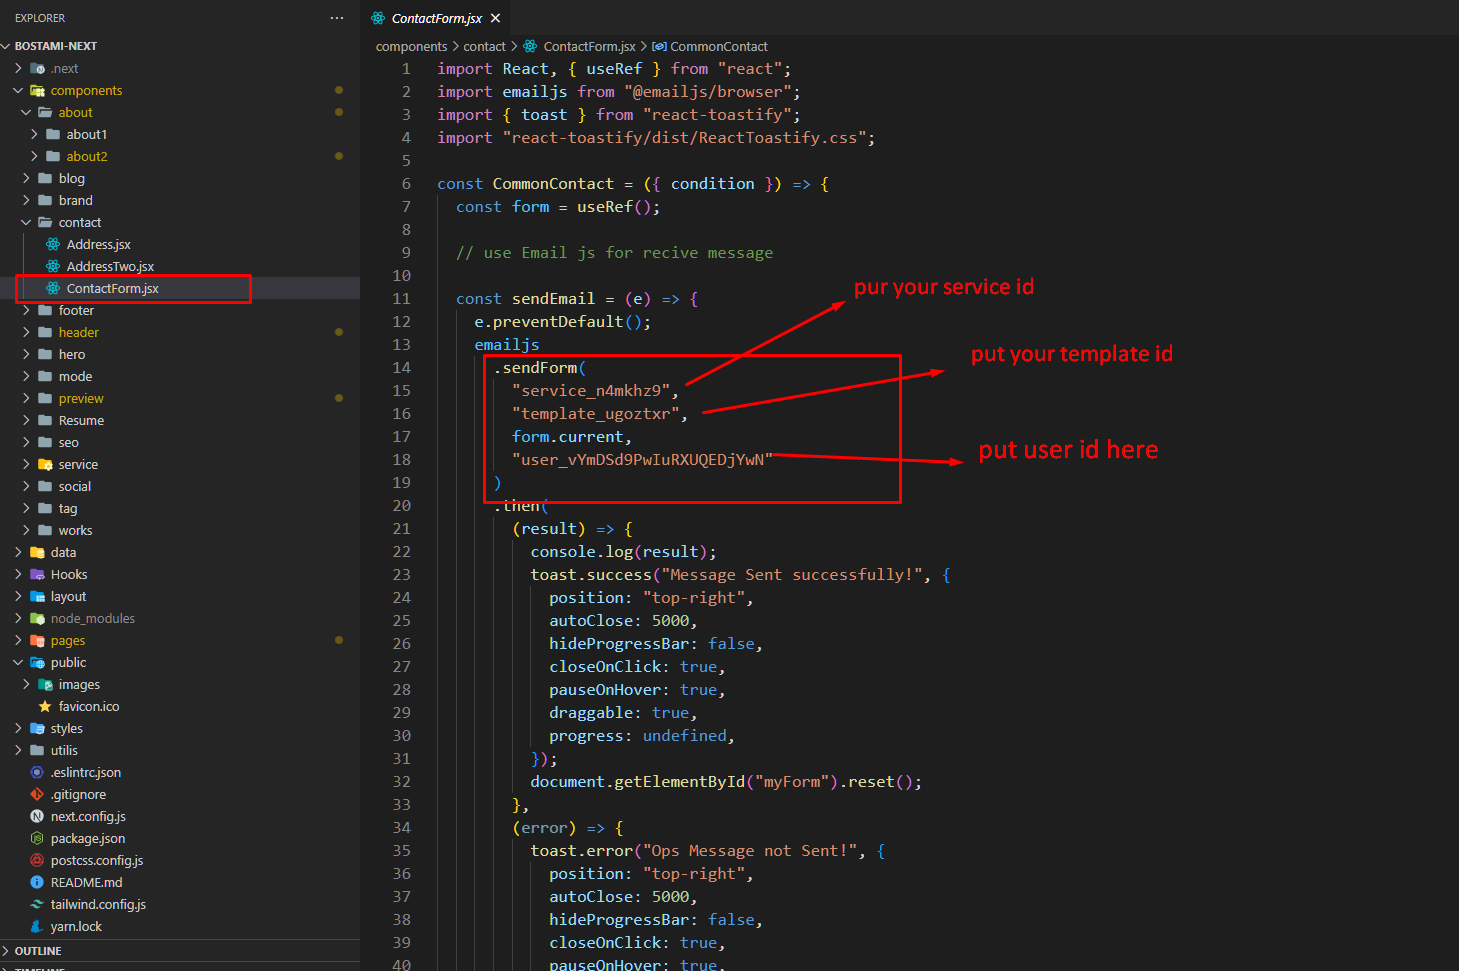 EXPLORER
BOSTAMI-NEXT
.next
components
about
about1
about2
blog
brand
contact
Address.jsx
AddressTwo.jsx
ContactForm.jsx
footer
header
hero
mode
preview
Resume
seo
service
social
tag
works
data
Hooks
layout
node_modules
pages
public
images
favicon.ico
styles
utilis
.eslintrc.json
.gitignore
next.config.js
package.json
postcss.config.js
README.md
tailwind.config.js
yarn.lock
OUTLINE
TIMELINE
ContactForm.jsx
components > contact > ContactForm.jsx > CommonContact
1 import React, { useRef } from "react";
2 import emailjs from "@emailjs/browser";
3 import { toast } from "react-toastify";
4 import "react-toastify/dist/ReactToastify.css";
5
6 const CommonContact = ({ condition }) => {
7 const form = useRef();
8
9 // use Email js for recive message
10
11 const sendEmail = (e) => {
12 e.preventDefault();
13 emailjs
14 .sendForm(
15 "service_n4mkhz9",
16 "template_ugoztxr",
17 form.current,
18 "user_vYmDSd9PwIuRXUQEDjYwN"
19 )
20 .then(
21 (result) => {
22 console.log(result);
23 toast.success("Message Sent successfully!", {
24 position: "top-right",
25 autoClose: 5000,
26 hideProgressBar: false,
27 closeOnClick: true,
28 pauseOnHover: true,
29 draggable: true,
30 progress: undefined,
31 });
32 document.getElementById("myForm").reset();
33 },
34 (error) => {
35 toast.error("Ops Message not Sent!", {
36 position: "top-right",
37 autoClose: 5000,
38 hideProgressBar: false,
39 closeOnClick: true,
40 pauseOnHover: true,
pur your service id
put your template id
put user id here